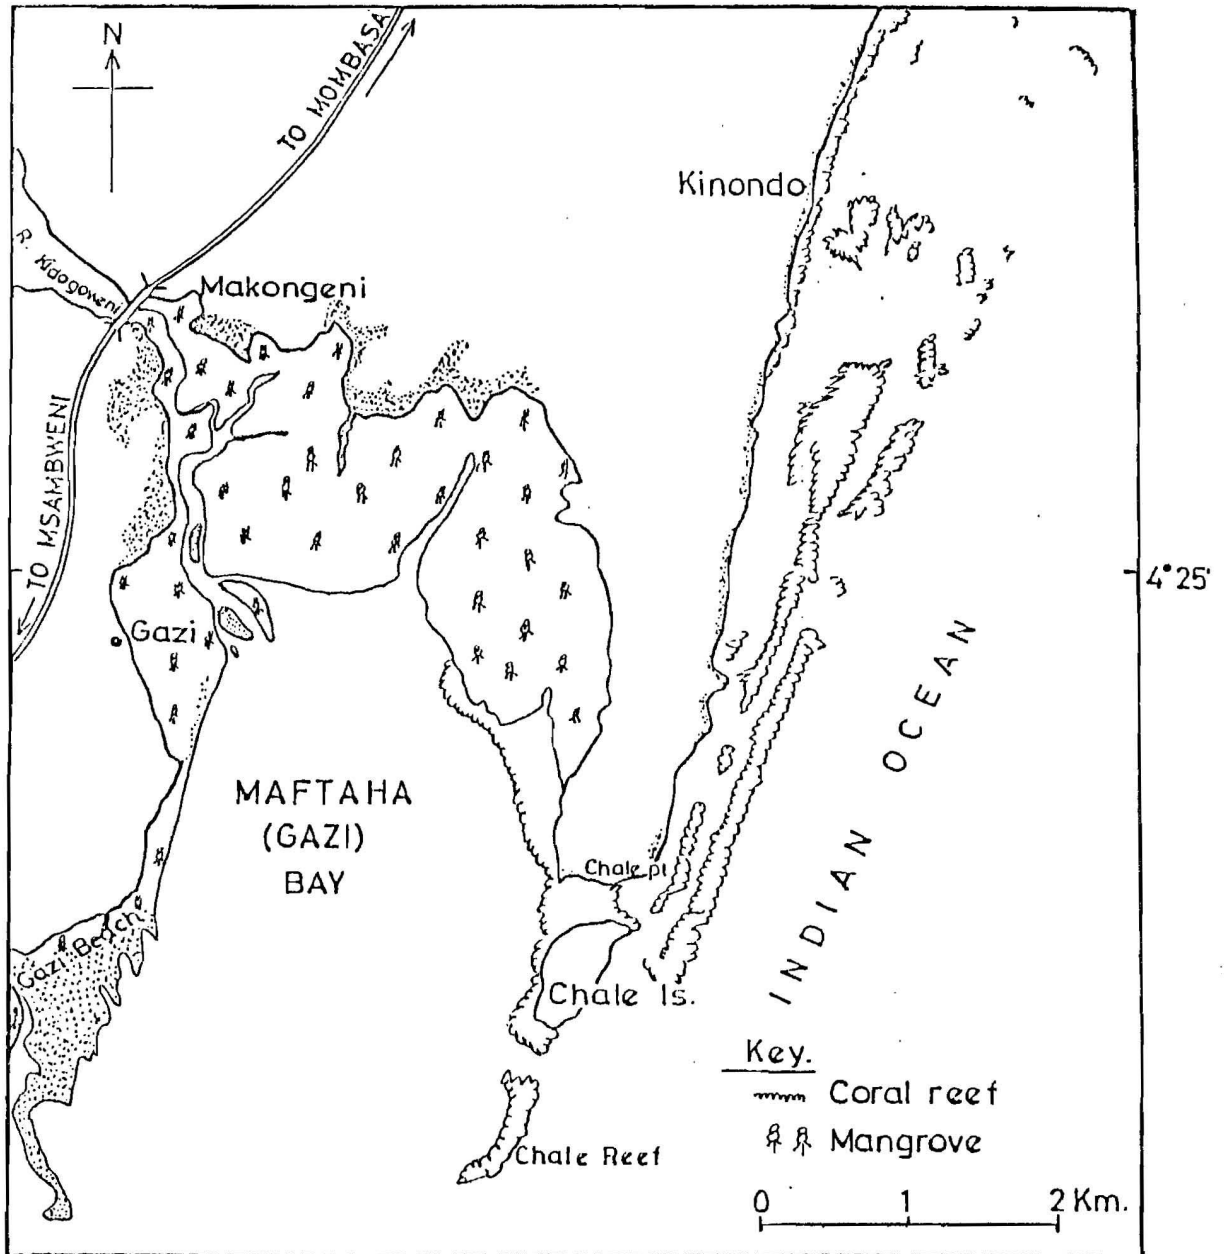 N
TO MOMBASA
Kinondo
R. Kidogoweni
Makongeni
TO MSAMBWENI
4°25'
Gazi
MAFTAHA
(GAZI)
BAY
INDIAN OCEAN
Chale pt
Gazi Beach
Chale Is.
Key.
Coral reef
Mangrove
Chale Reef
0 1 2 Km.